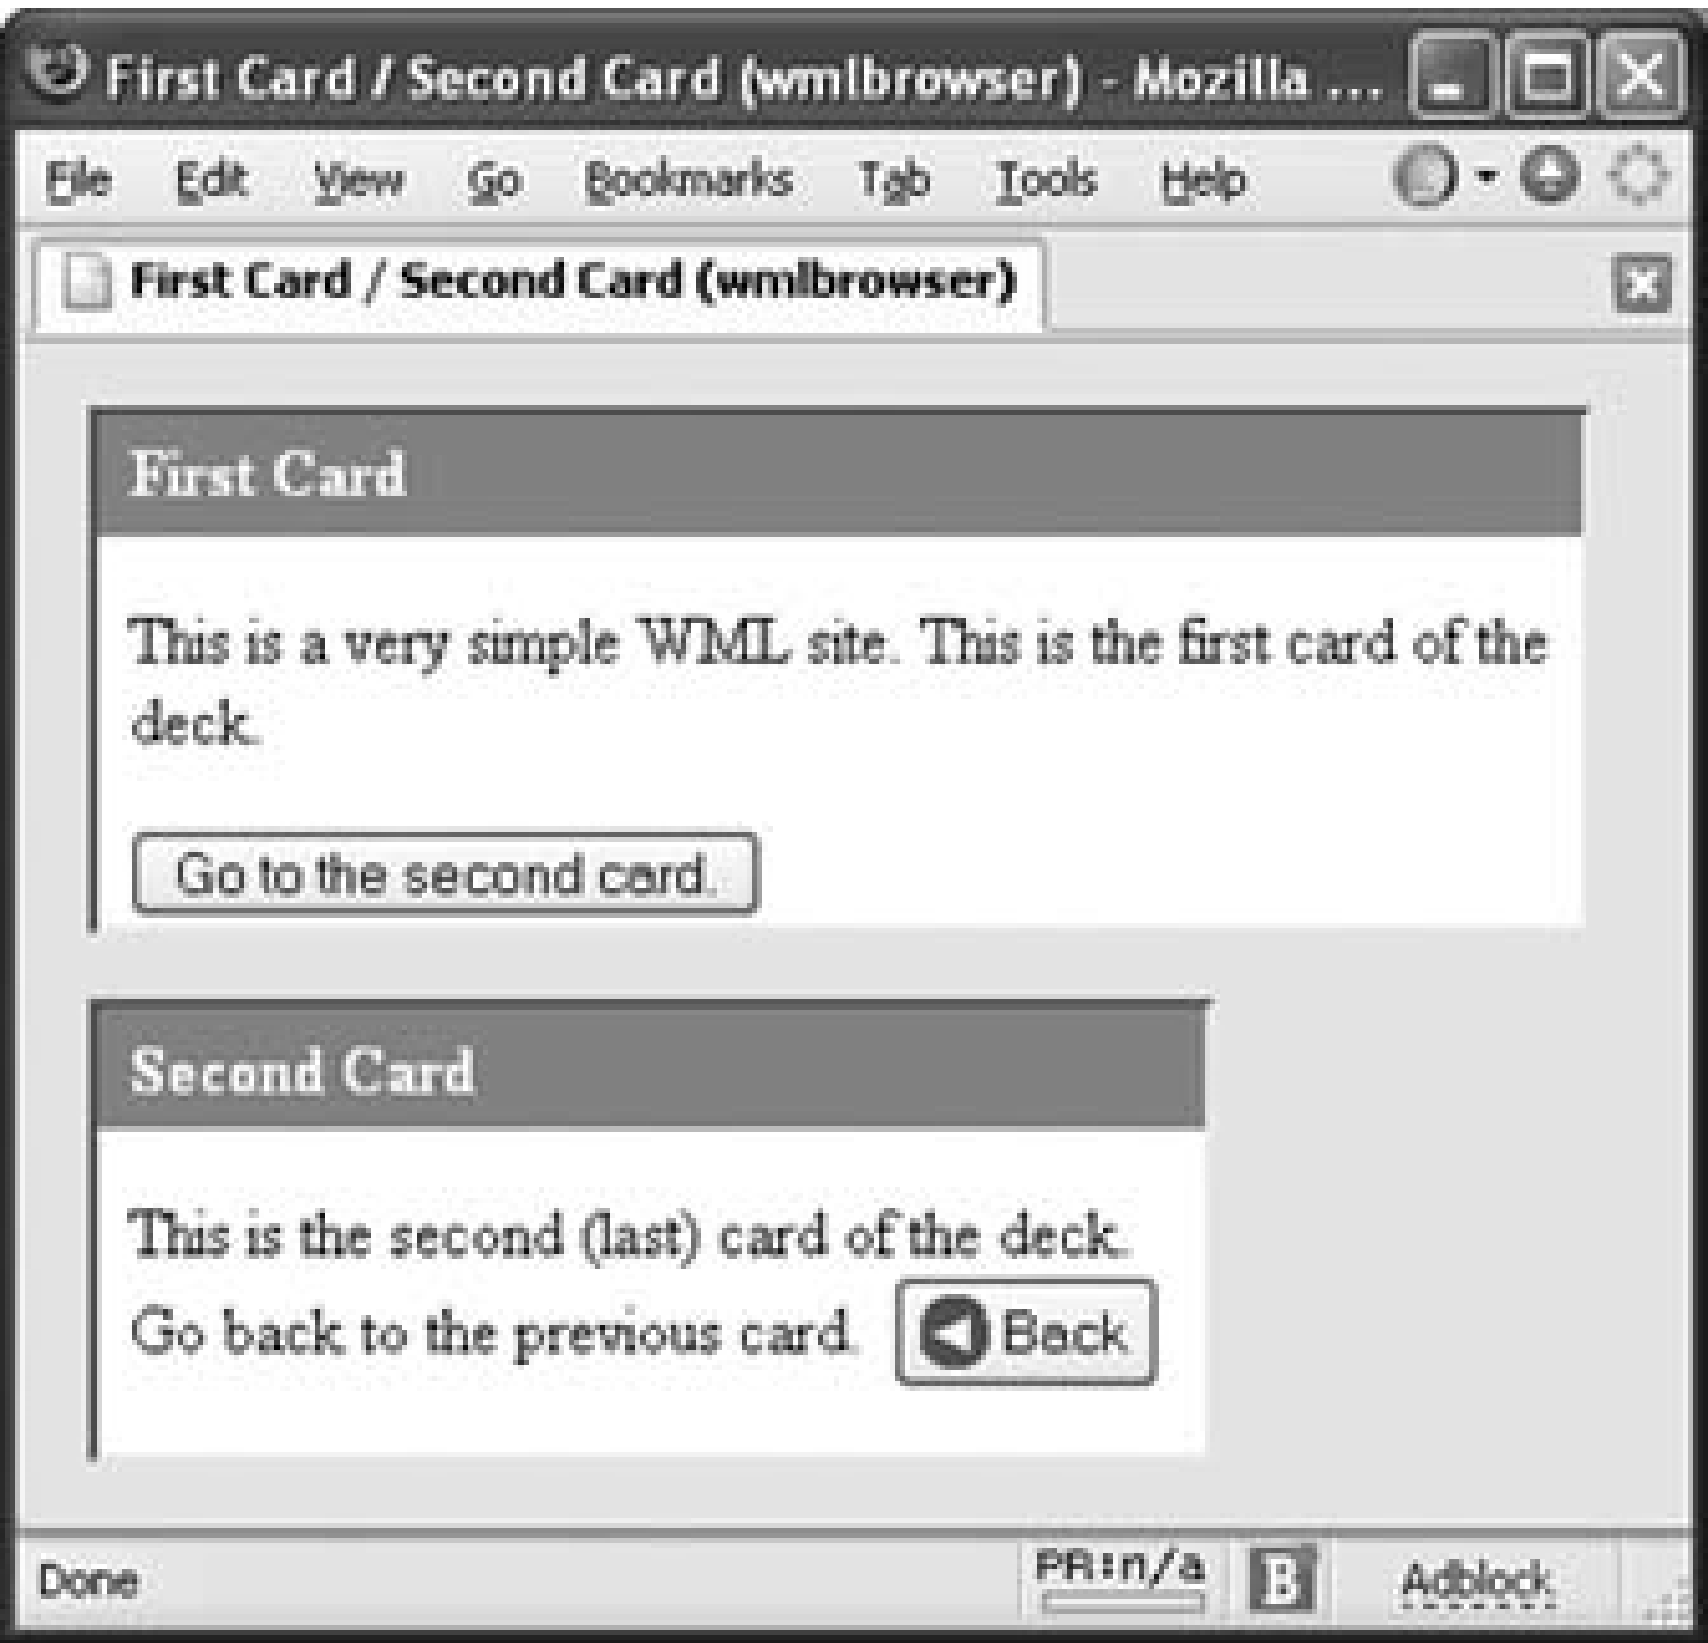 First Card / Second Card (wmlbrowser) - Mozilla ...
File Edit View Go Bookmarks Tab Tools Help
First Card / Second Card (wmlbrowser)
First Card
This is a very simple WML site. This is the first card of the
deck.
Go to the second card.
Second Card
This is the second (last) card of the deck.
Go back to the previous card. Back
Done PR:n/a B Adblock